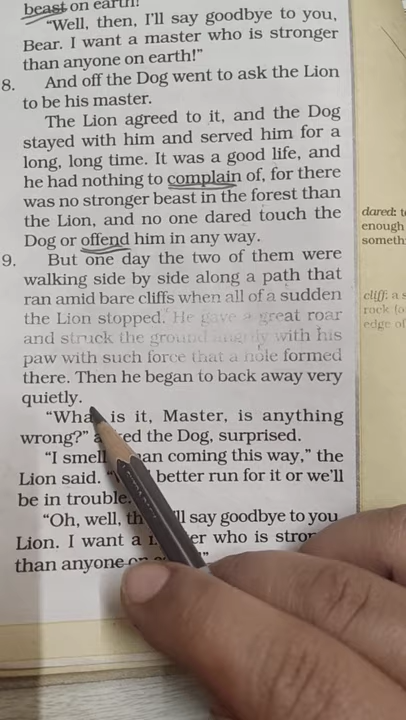 beast on earth!
"Well, then, I'll say goodbye to you,
Bear. I want a master who is stronger
than anyone on earth!"
8. And off the Dog went to ask the Lion
to be his master.
The Lion agreed to it, and the Dog
stayed with him and served him for a
long, long time. It was a good life, and
he had nothing to complain of, for there
was no stronger beast in the forest than
the Lion, and no one dared touch the
Dog or offend him in any way.
9. But one day the two of them were
walking side by side along a path that
ran amid bare cliffs when all of a sudden
the Lion stopped. He gave a great roar
and struck the ground angrily with his
paw with such force that a hole formed
there. Then he began to back away very
quietly.
"What is it, Master, is anything
wrong?" the Dog, surprised.
"I smell coming this way," the
Lion said. better run for it or we'll
be in trouble.
"Oh, well, say goodbye to you
Lion. I want a who is
than anyone
dared:
enough
someth
cliff: a s
rock fo
edge of